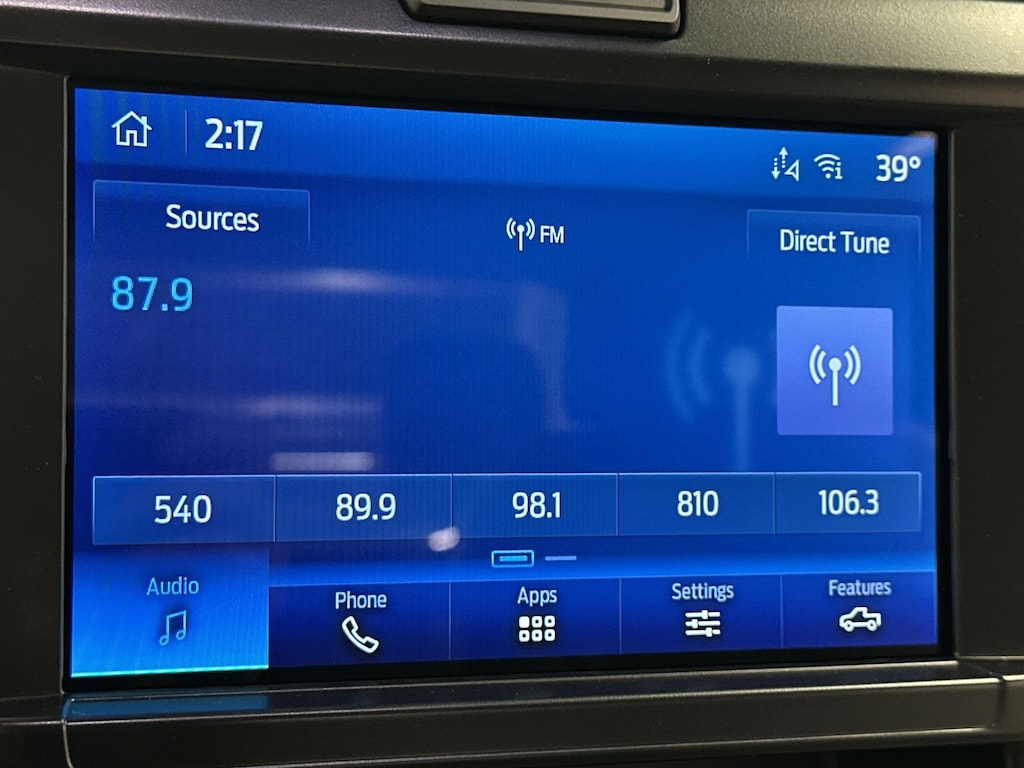 2:17
39°
Sources
FM
Direct Tune
87.9
540 89.9 98.1 810 106.3
Audio Phone Apps Settings Features